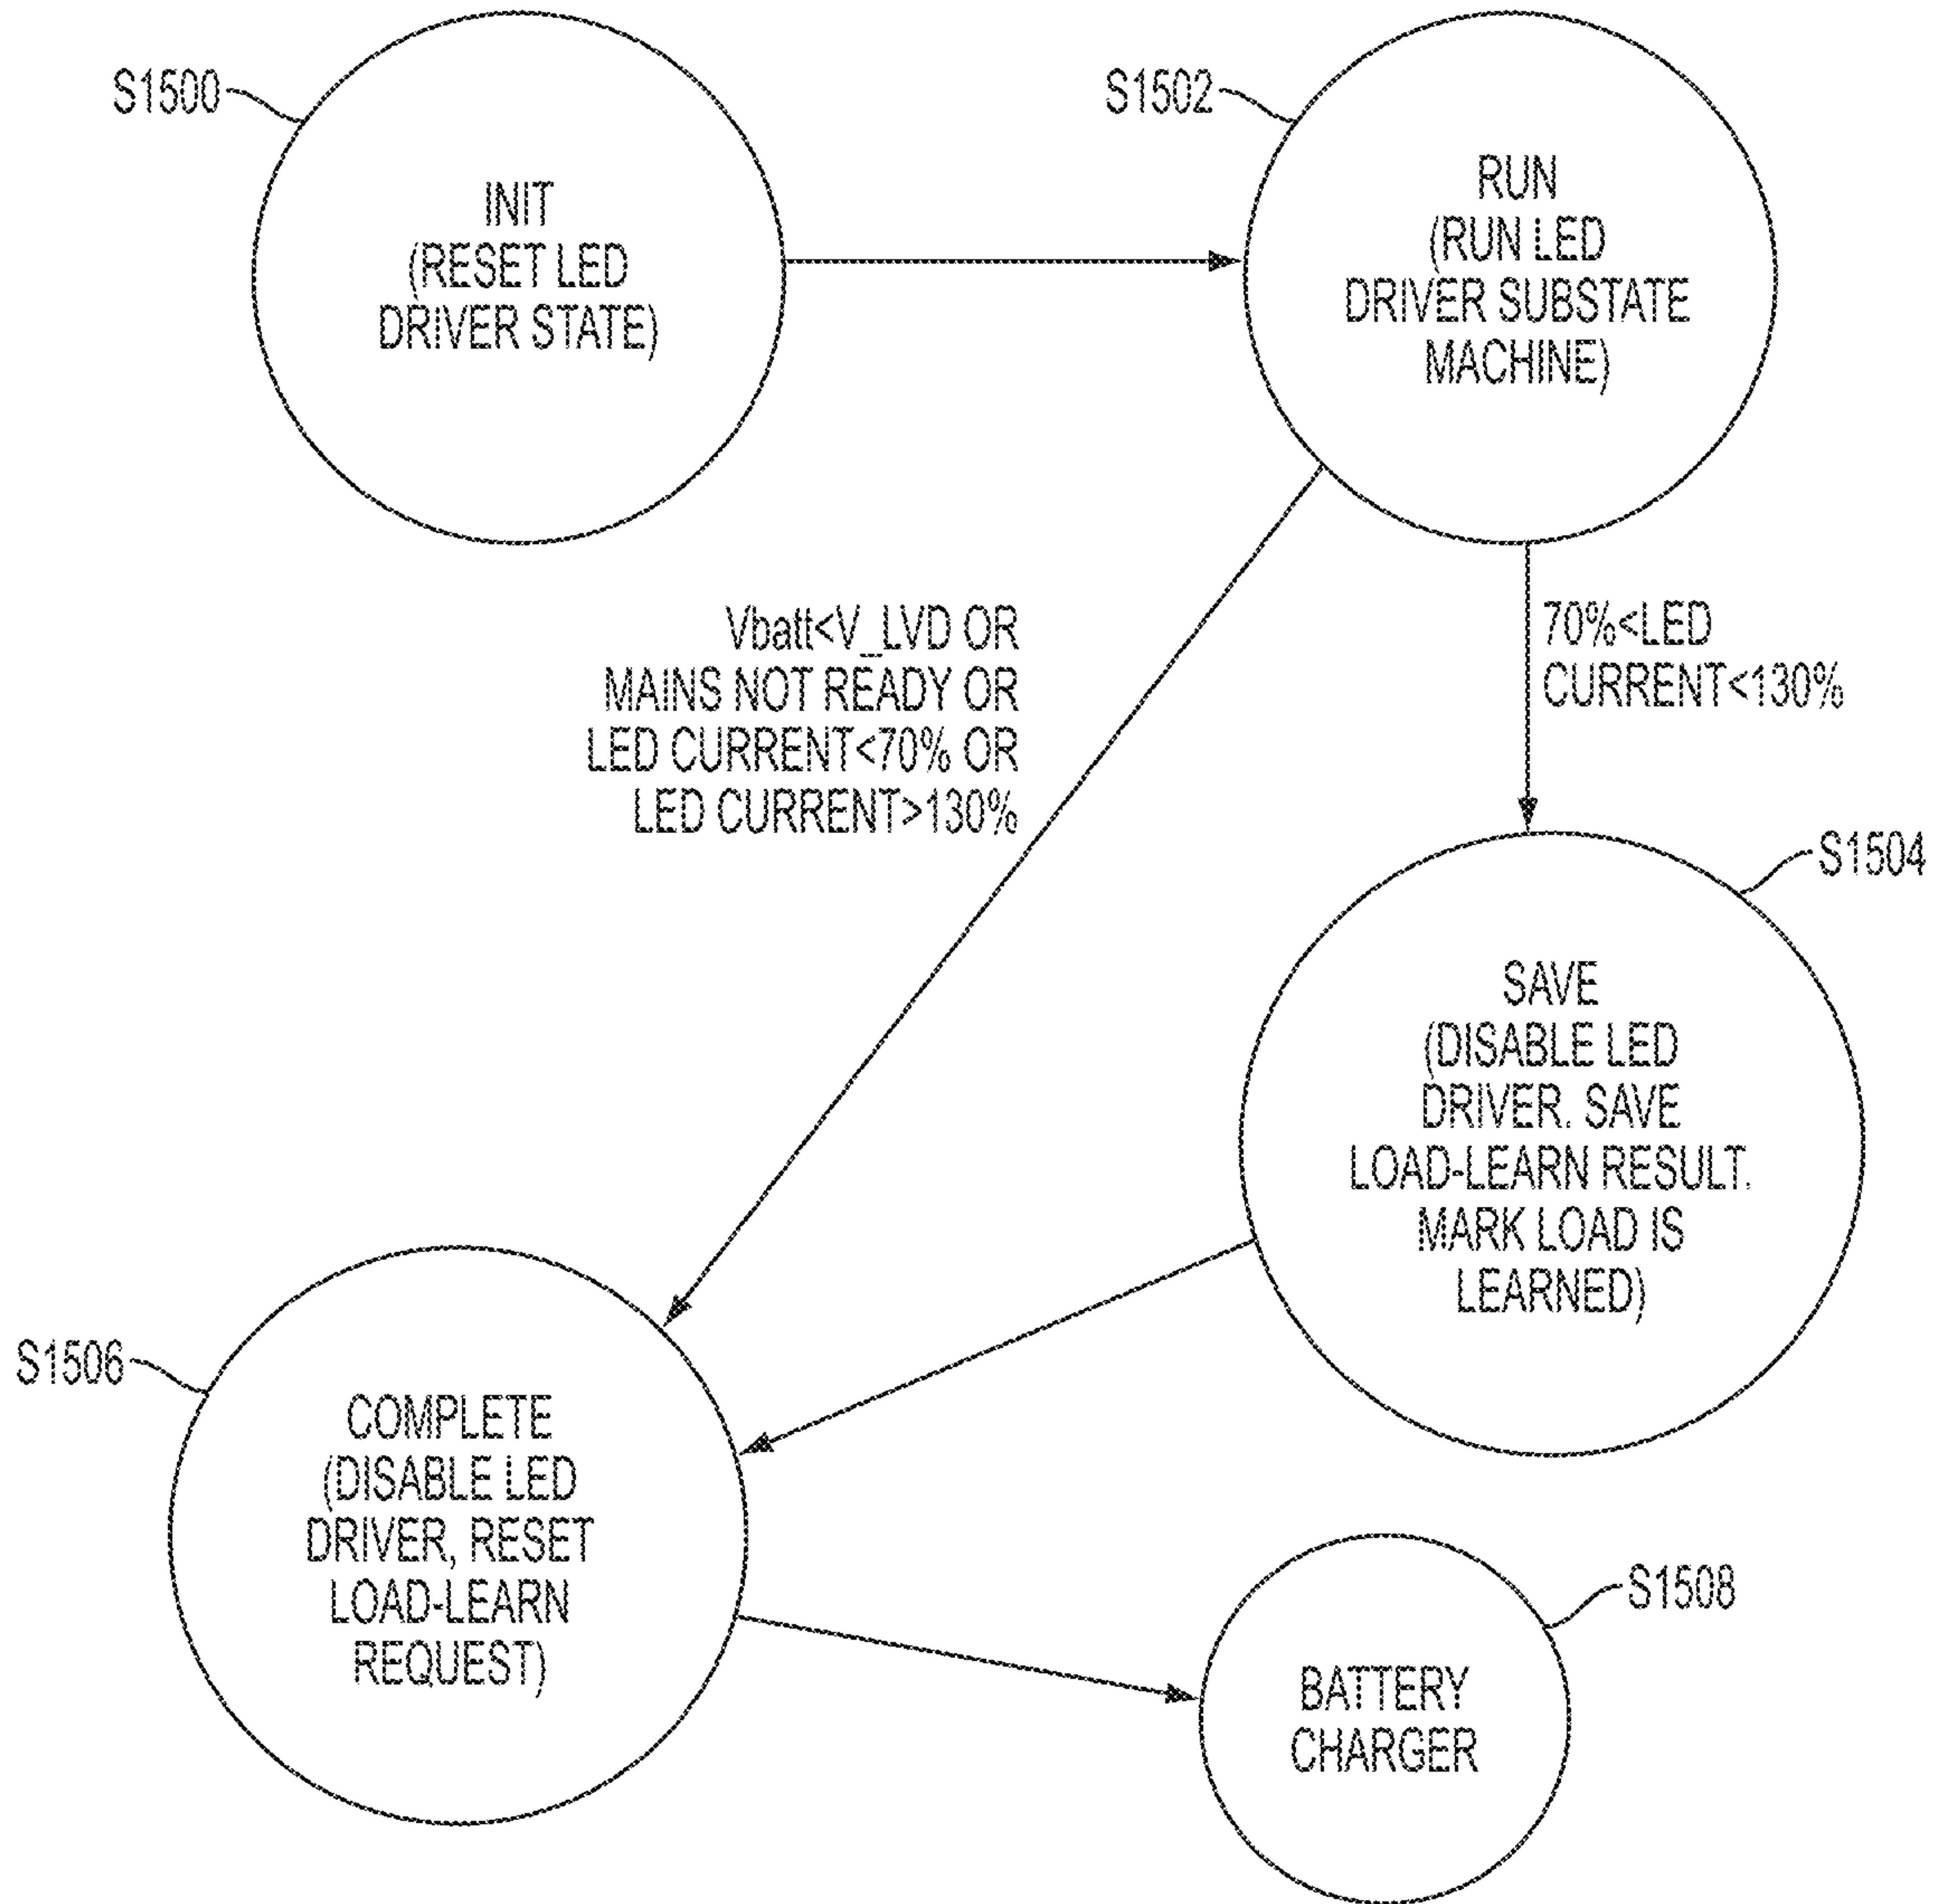 S1500
INIT
(RESET LED
DRIVER STATE)
S1502
RUN
(RUN LED
DRIVER SUBSTATE
MACHINE)
Vbatt<V_LVD OR
MAINS NOT READY OR
LED CURRENT<70% OR
LED CURRENT>130%
70%<LED
CURRENT<130%
S1504
SAVE
(DISABLE LED
DRIVER. SAVE
LOAD-LEARN RESULT.
MARK LOAD IS
LEARNED)
S1506
COMPLETE
(DISABLE LED
DRIVER, RESET
LOAD-LEARN
REQUEST)
S1508
BATTERY
CHARGER